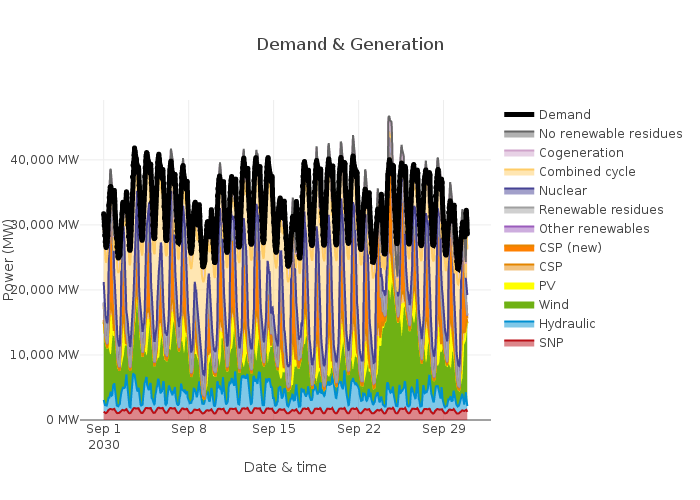 Demand & Generation
Power (MW)
40,000 MW
30,000 MW
20,000 MW
10,000 MW
0 MW
Sep 1
2030
Sep 8
Sep 15
Sep 22
Sep 29
Date & time
Demand
No renewable residues
Cogeneration
Combined cycle
Nuclear
Renewable residues
Other renewables
CSP (new)
CSP
PV
Wind
Hydraulic
SNP